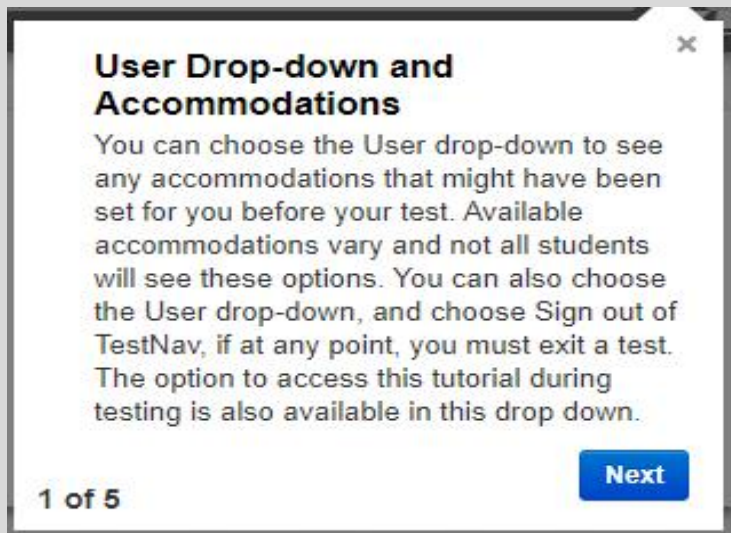 User Drop-down and
Accommodations
You can choose the User drop-down to see
any accommodations that might have been
set for you before your test. Available
accommodations vary and not all students
will see these options. You can also choose
the User drop-down, and choose Sign out of
TestNav, if at any point, you must exit a test.
The option to access this tutorial during
testing is also available in this drop down.
Next
1 of 5